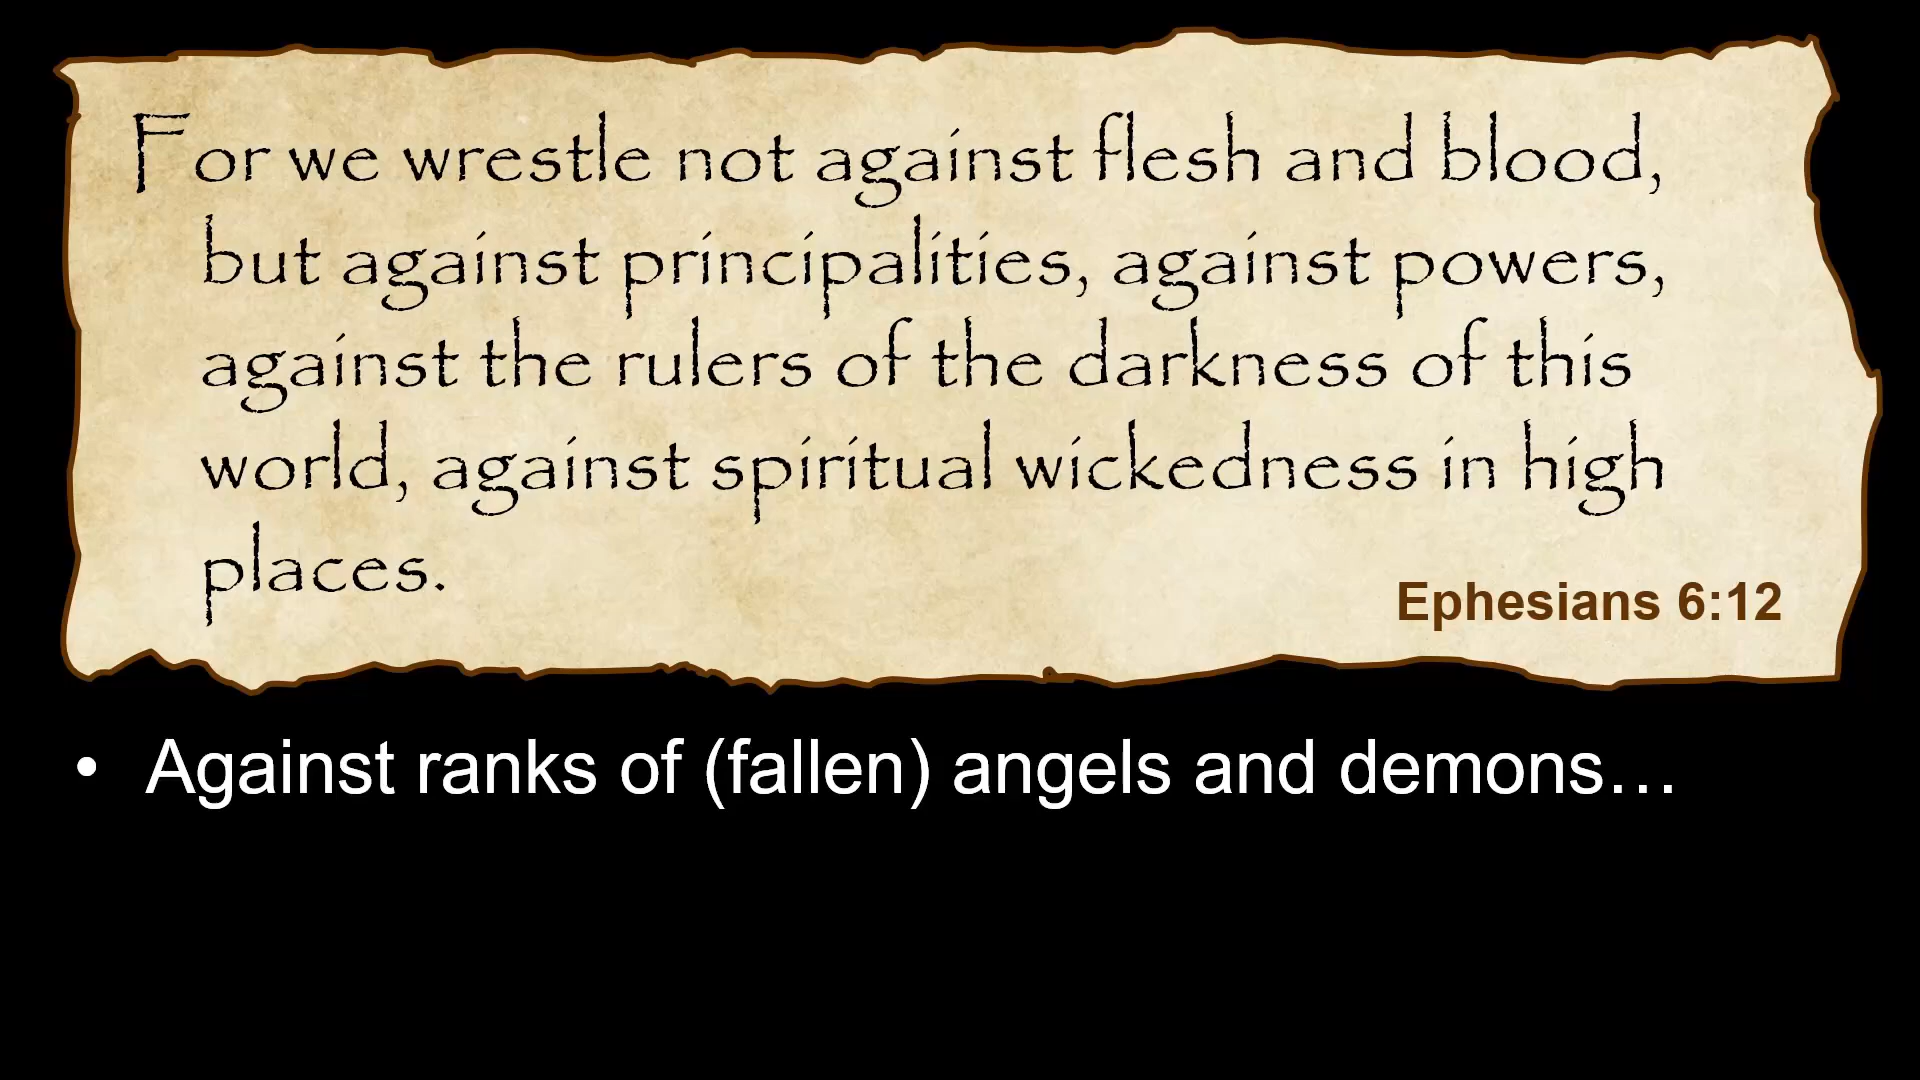 For we wrestle not against flesh and blood,
but against principalities, against powers,
against the rulers of the darkness of this
world, against spiritual wickedness in high
places.
Ephesians 6:12
• Against ranks of (fallen) angels and demons…